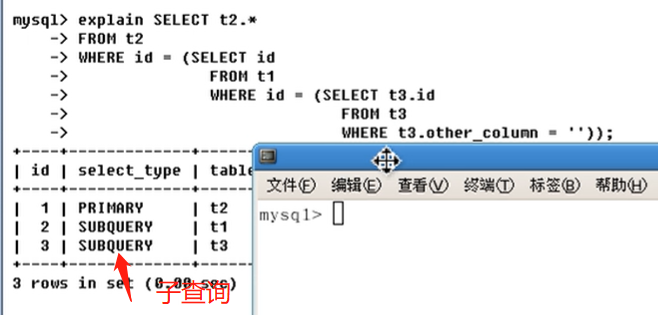 mysql> explain SELECT t2.*
-> FROM t2
-> WHERE id = (SELECT id
-> FROM t1
-> WHERE id = (SELECT t3.id
-> FROM t3
-> WHERE t3.other_column = ''));
| id | select_type | table
| 1 | PRIMARY | t2
| 2 | SUBQUERY | t1
| 3 | SUBQUERY | t3
3 rows in set (0.00 sec)
子查询
文件(F) 编辑(E) 查看(V) 终端(T) 标签(B) 帮助(H)
mysql>